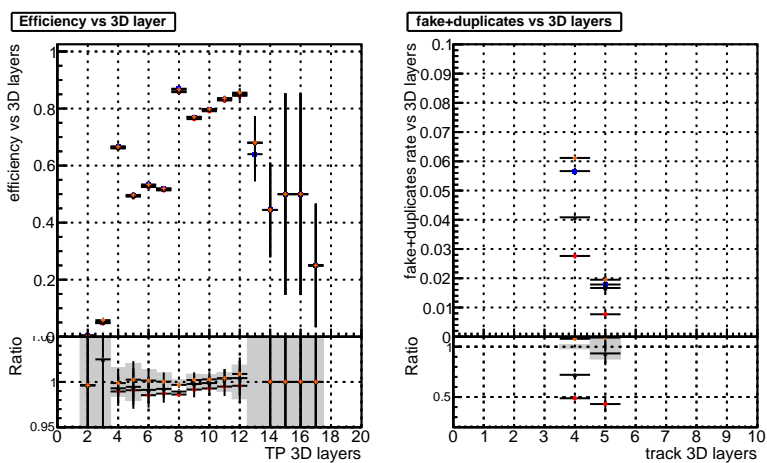 Efficiency vs 3D layer
efficiency vs 3D layers
1
0.8
0.6
0.4
0.2
0
Ratio
1
0.95
0 2 4 6 8 10 12 14 16 18 20
TP 3D layers
fake+duplicates vs 3D layers
fake+duplicates rate vs 3D layers
0.1
0.09
0.08
0.07
0.06
0.05
0.04
0.03
0.02
0.01
0
Ratio
1
0.5
0 1 2 3 4 5 6 7 8 9 10
track 3D layers